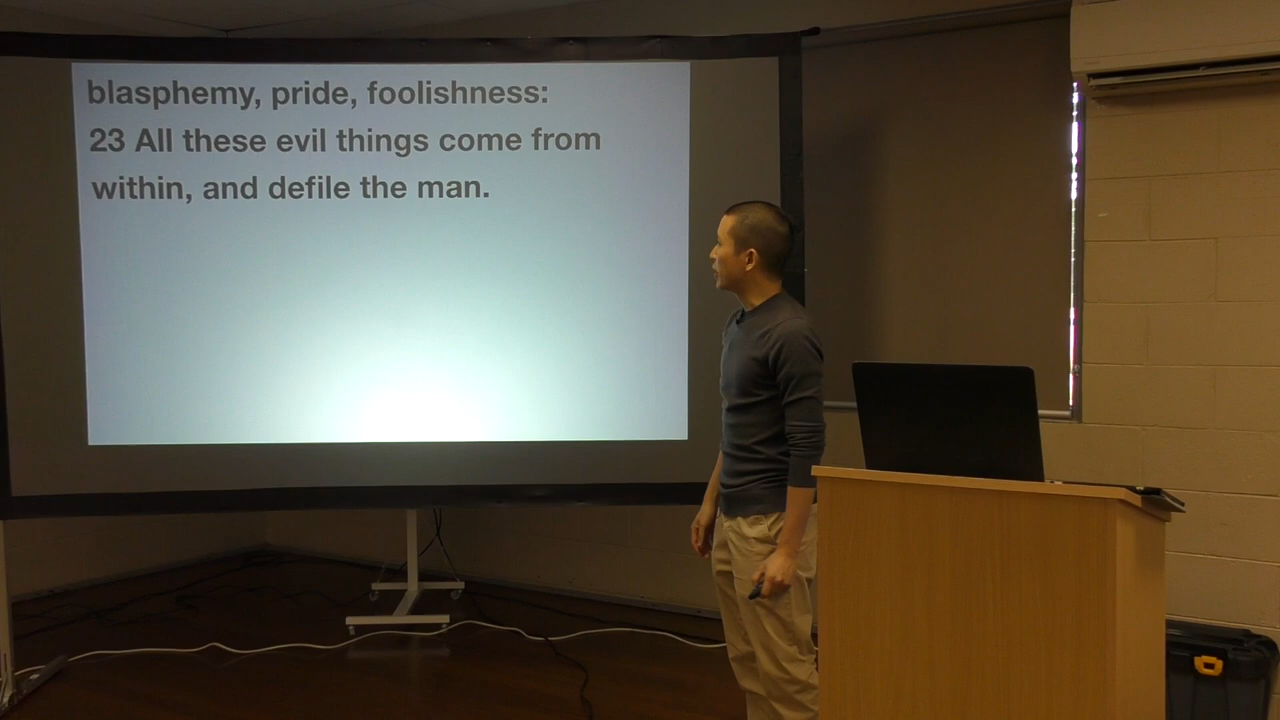 blasphemy, pride, foolishness:
23 All these evil things come from
within, and defile the man.